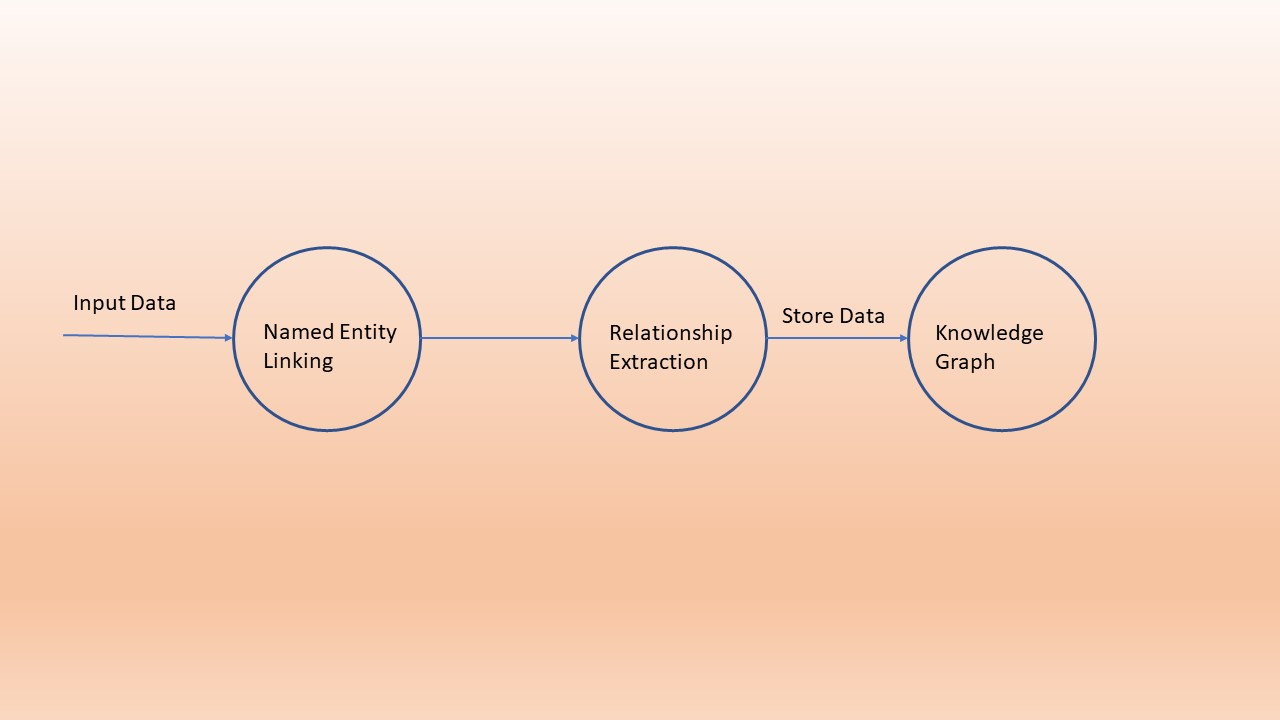 Input Data
Named Entity
Linking
Relationship
Extraction
Store Data
Knowledge
Graph